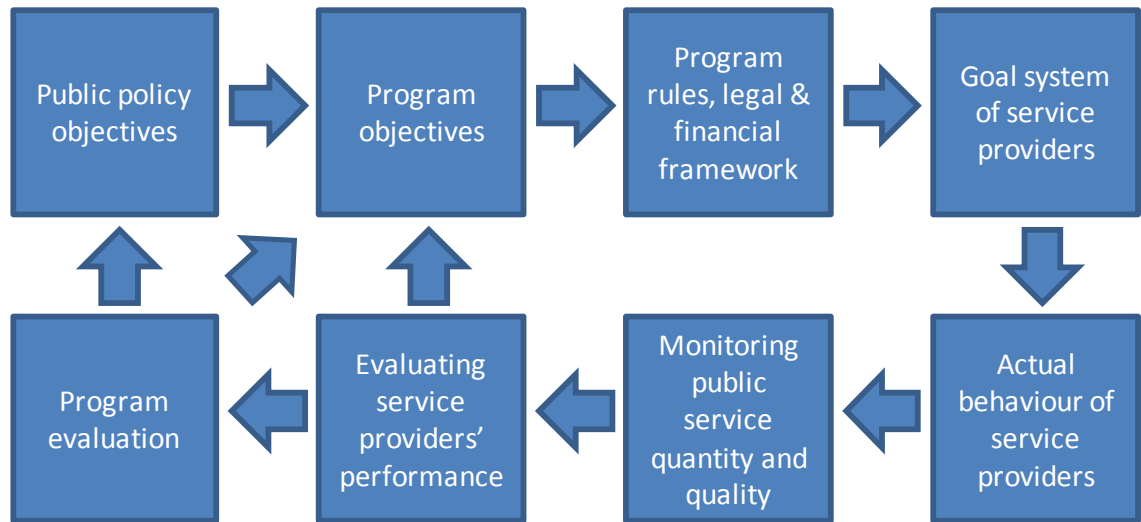 Public policy
objectives
Program
objectives
Program
rules, legal &
financial
framework
Goal system
of service
providers
Program
evaluation
Evaluating
service
providers’
performance
Monitoring
public
service
quantity and
quality
Actual
behaviour of
service
providers